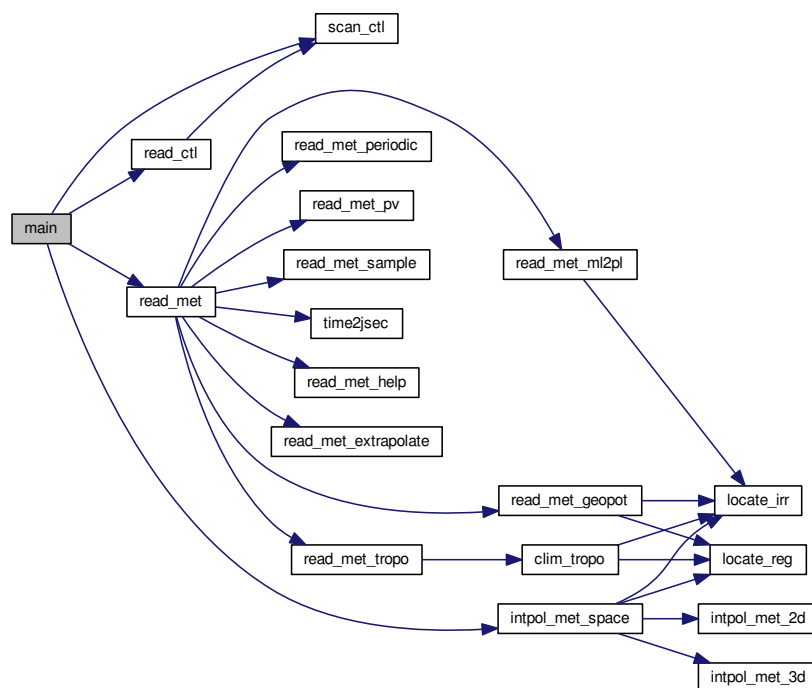 scan_ctl
read_ctl
read_met_periodic
read_met_pv
main
read_met_sample
read_met_ml2pl
read_met
time2jsec
read_met_help
read_met_extrapolate
read_met_geopot
locate_irr
read_met_tropo
clim_tropo
locate_reg
intpol_met_space
intpol_met_2d
intpol_met_3d